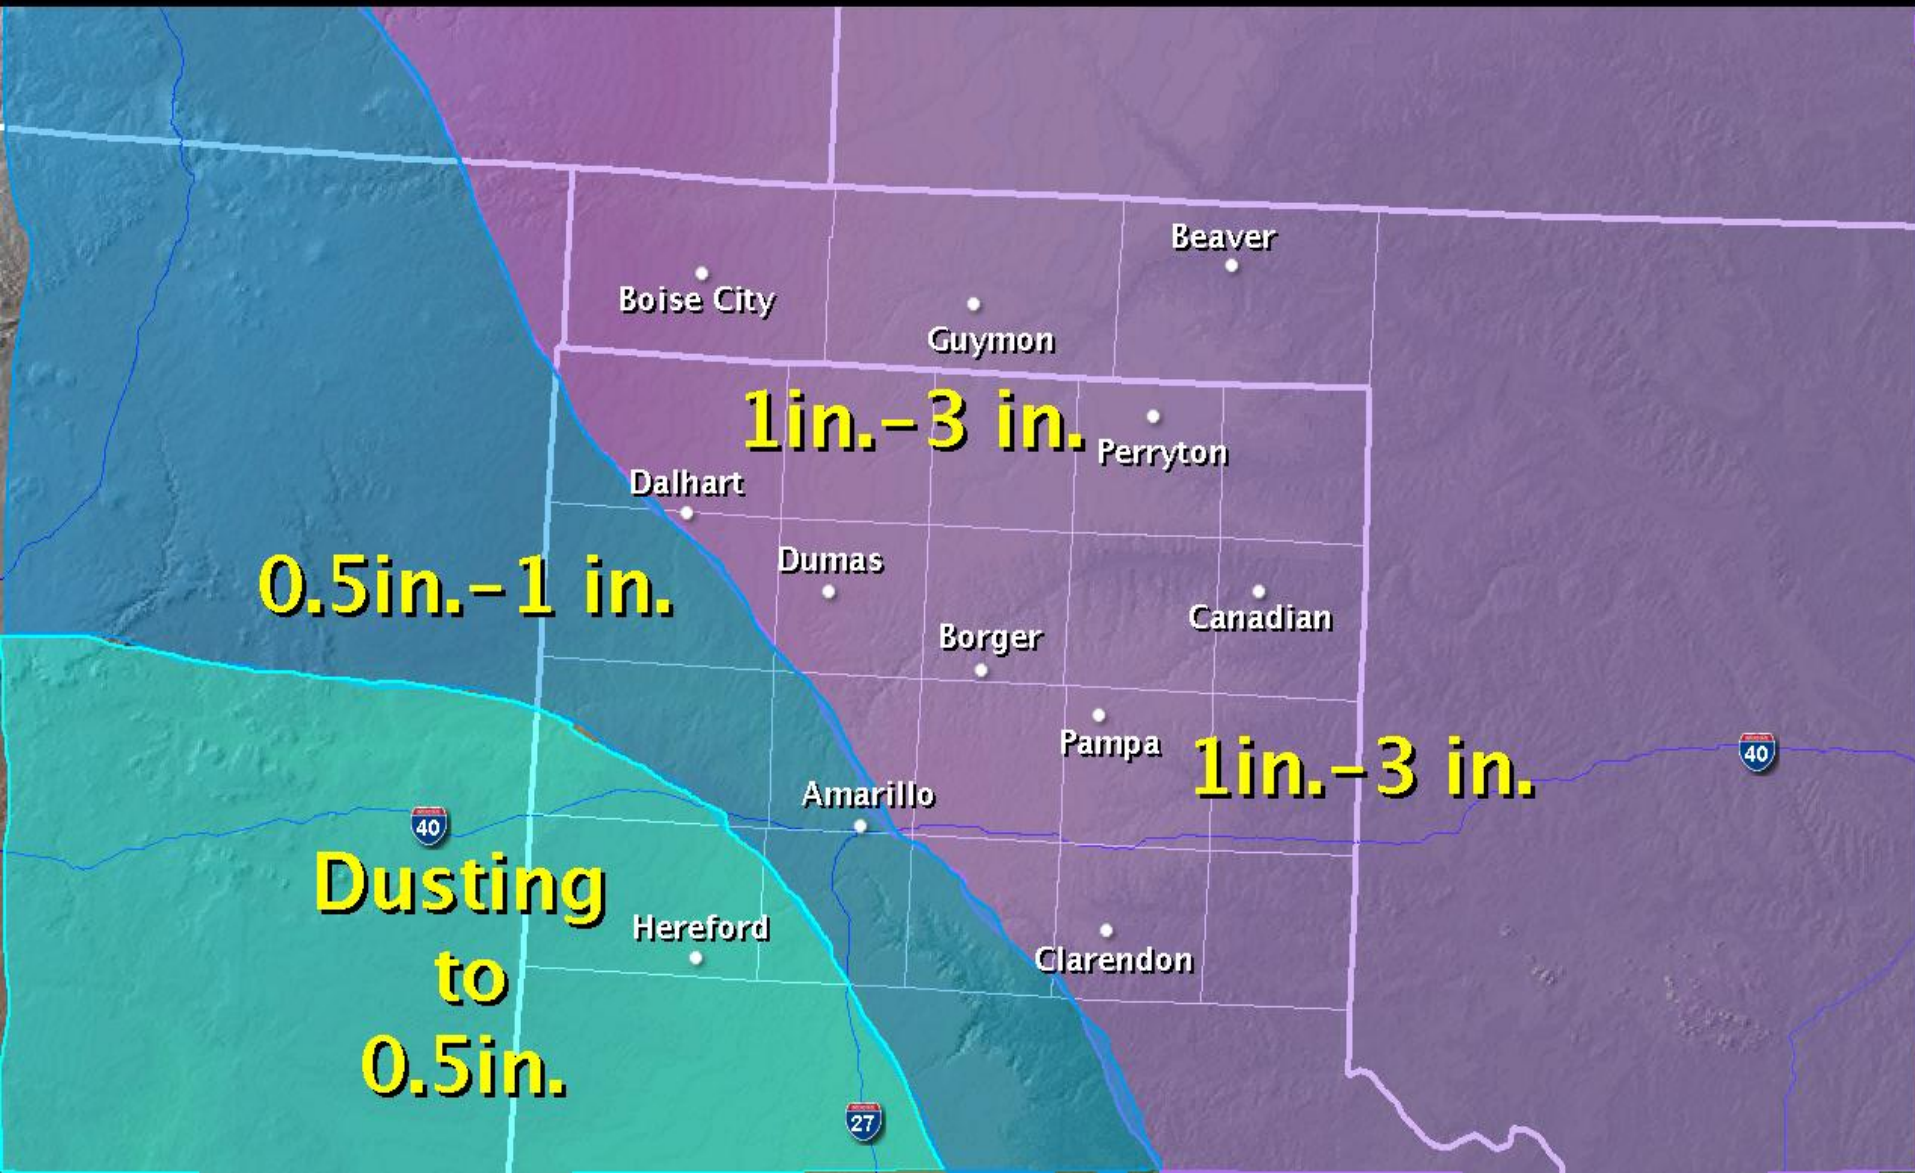 Beaver
Boise City
Guymon
1in.-3 in.
Perryton
Dalhart
Dumas
0.5in.-1 in.
Canadian
Borger
Pampa
1in.-3 in.
40
Amarillo
40
Dusting
to
0.5in.
Hereford
Clarendon
27